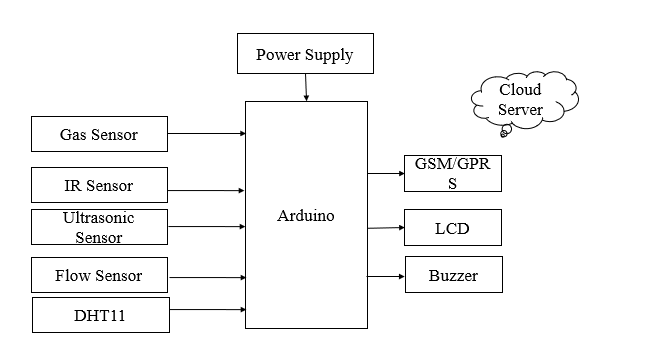 Power Supply
Cloud
Server
Gas Sensor
IR Sensor
Ultrasonic
Sensor
Flow Sensor
DHT11
Arduino
GSM/GPR
S
LCD
Buzzer